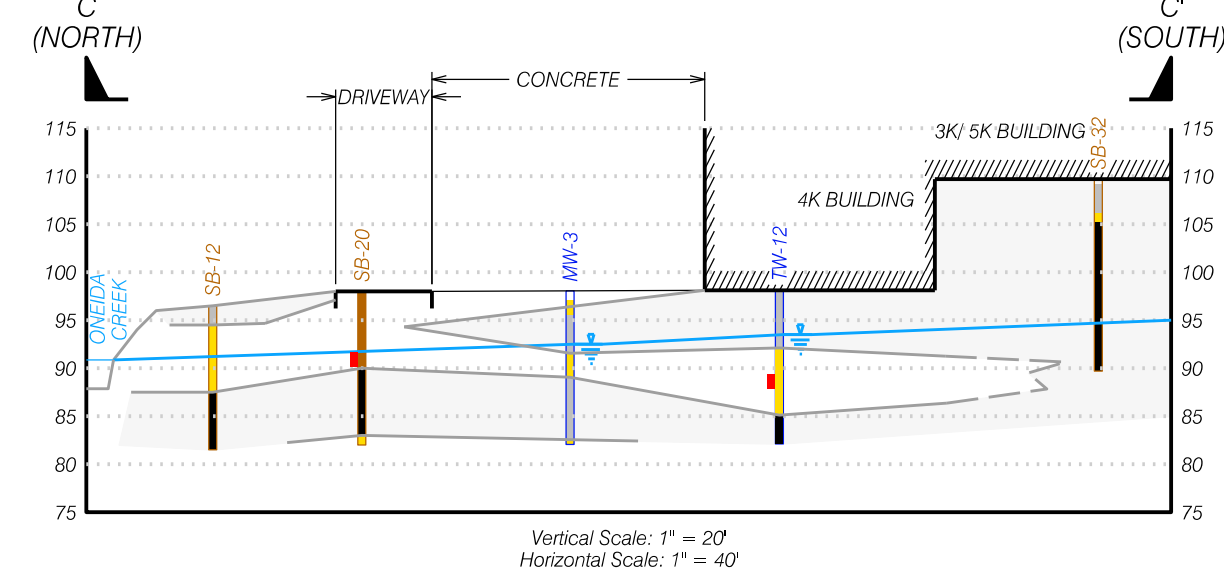 C
(NORTH)
C'
(SOUTH)
CONCRETE
DRIVEWAY
115
3K/ 5K BUILDING
SB-32
115
110
4K BUILDING
110
105
105
SB-12
SB-20
MW-3
TW-12
100
100
ONEIDA
CREEK
95
95
90
90
85
85
80
80
75
75
Vertical Scale: 1" = 20'
Horizontal Scale: 1" = 40'